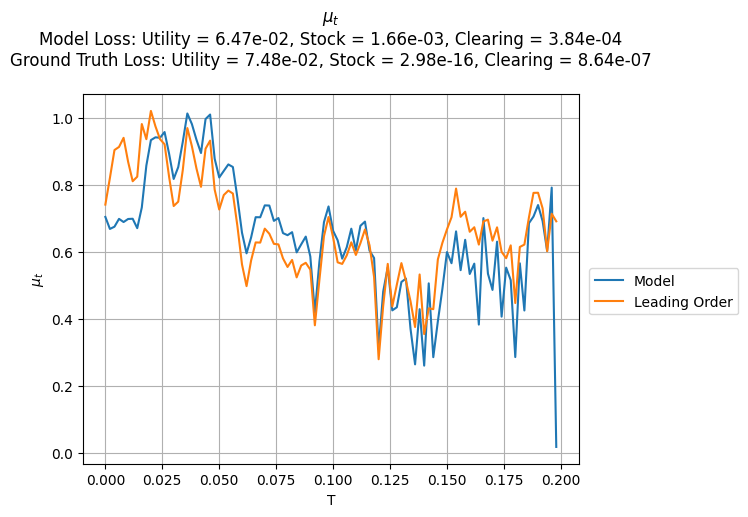 μt
Model Loss: Utility = 6.47e-02, Stock = 1.66e-03, Clearing = 3.84e-04
Ground Truth Loss: Utility = 7.48e-02, Stock = 2.98e-16, Clearing = 8.64e-07
1.0
0.8
0.6
0.4
0.2
0.0
μt
0.000 0.025 0.050 0.075 0.100 0.125 0.150 0.175 0.200
T
Model
Leading Order